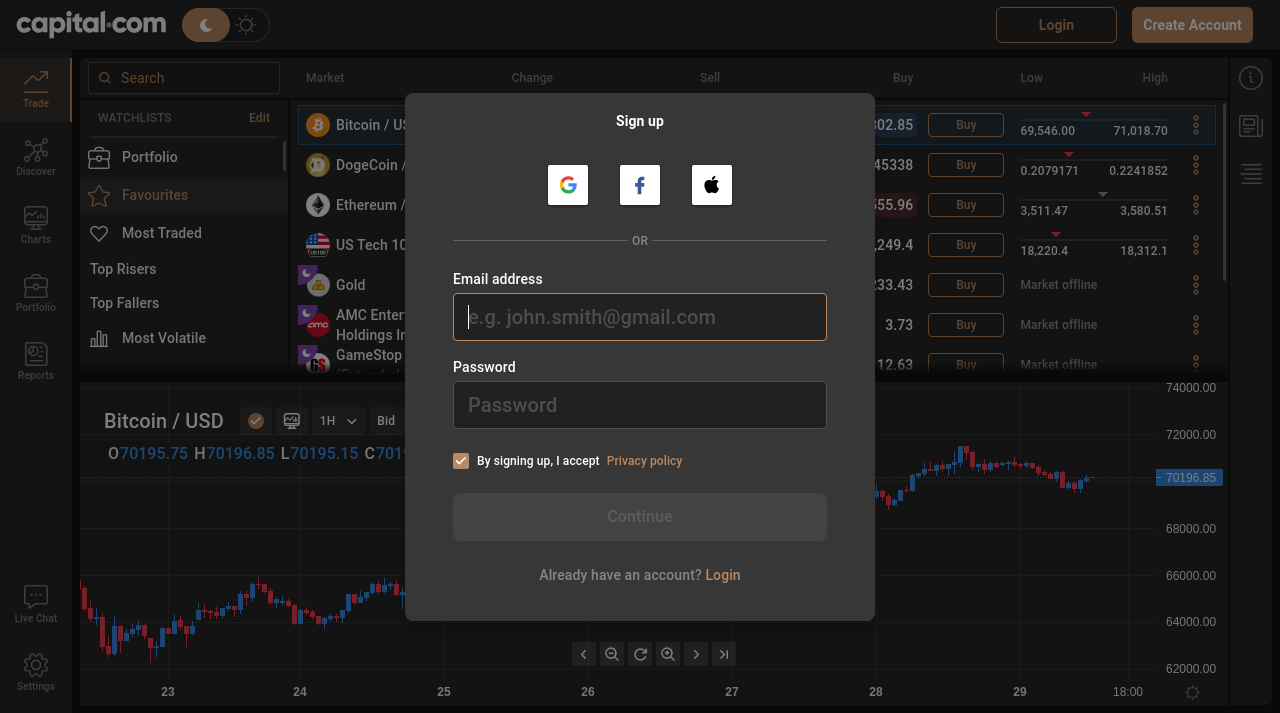 capital.com
Login
Create Account
Trade
Discover
Charts
Portfolio
Reports
Live Chat
Settings
Search
WATCHLISTS
Edit
Portfolio
Favourites
Most Traded
Top Risers
Top Fallers
Most Volatile
Market Change Sell Buy Low High
Bitcoin / US 302.85 Buy 69,546.00 71,018.70
DogeCoin / 45338 Buy 0.2079171 0.2241852
Ethereum / 555.96 Buy 3,511.47 3,580.51
US Tech 10 ,249.4 Buy 18,220.4 18,312.1
Gold 233.43 Buy Market offline
AMC Enter
Holdings In 3.73 Buy Market offline
GameStop 12.63 Buy Market offline
Sign up
OR
Email address
e.g. john.smith@gmail.com
Password
Password
By signing up, I accept Privacy policy
Continue
Already have an account? Login
Bitcoin / USD 1H Bid
O70195.75 H70196.85 L70195.15 C7019
74000.00
72000.00
70196.85
68000.00
66000.00
64000.00
62000.00
23 24 25 26 27 28 29 18:00